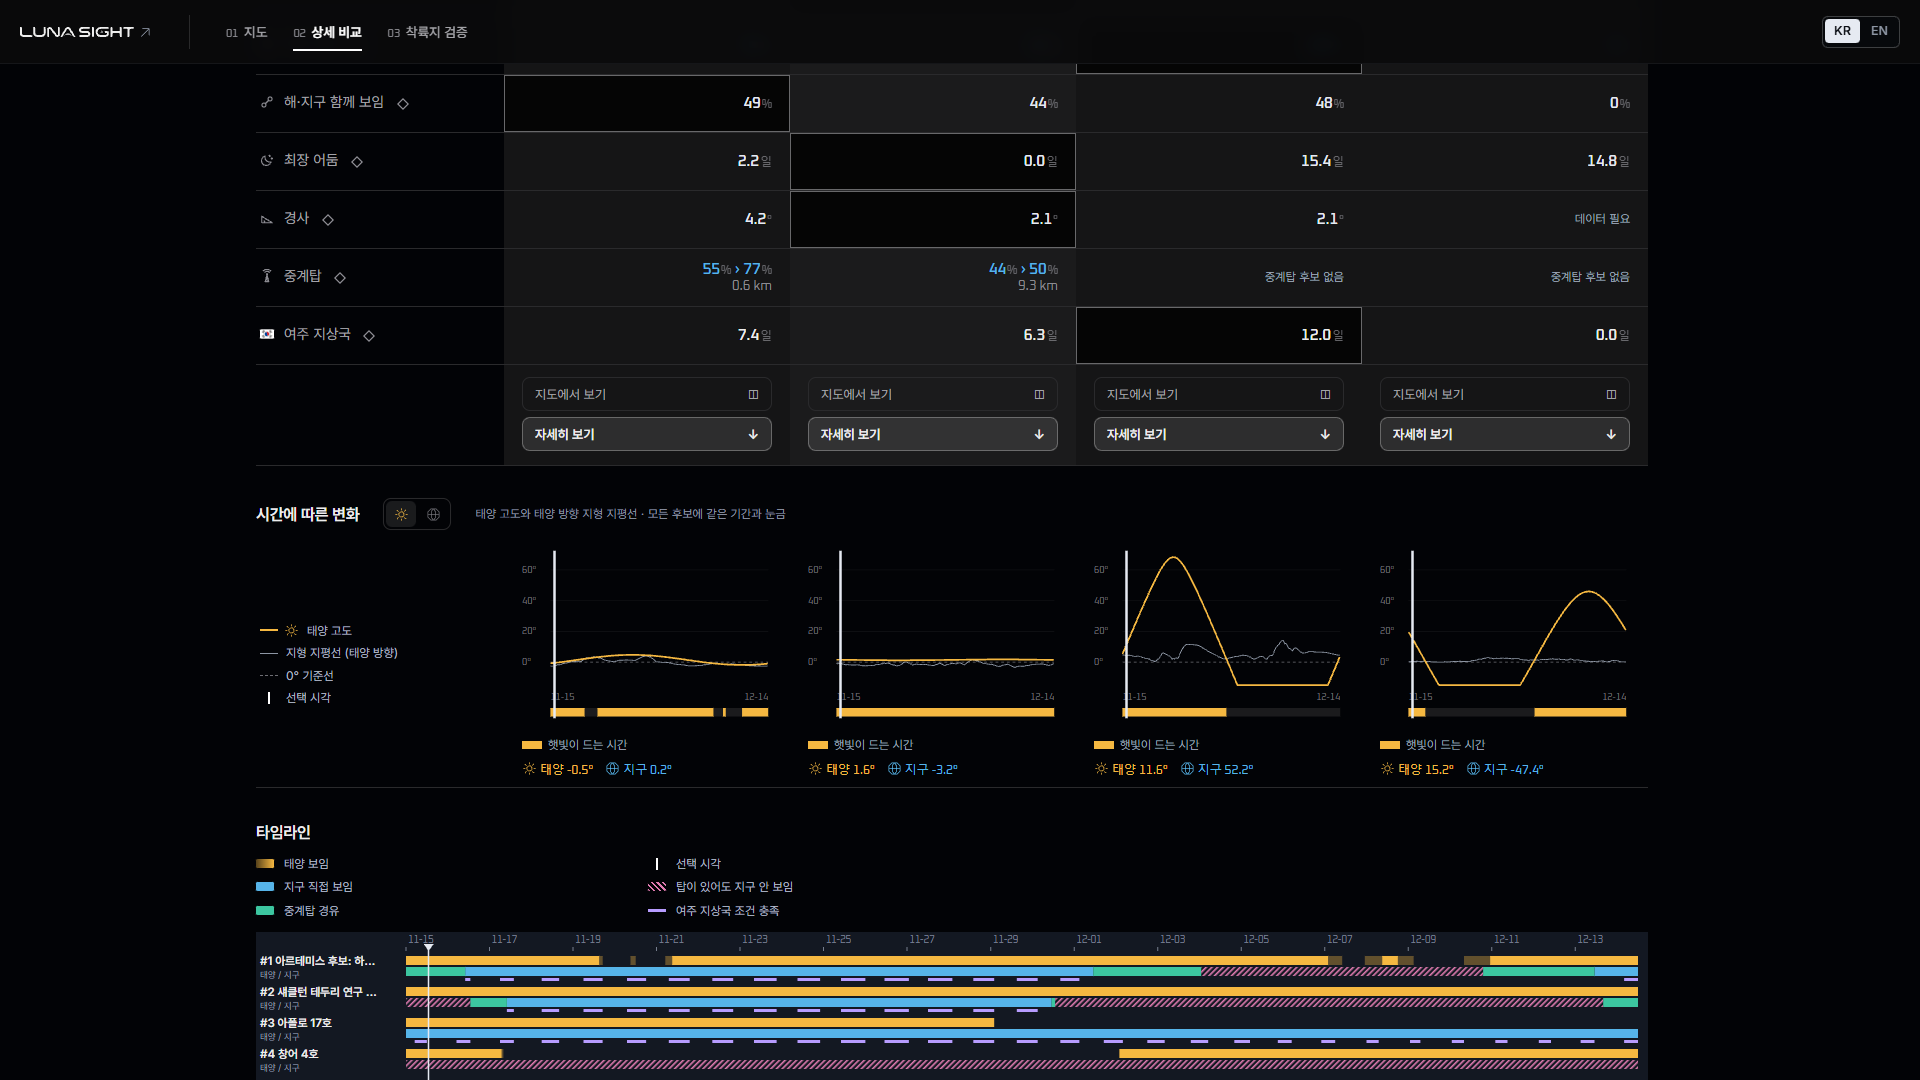 LUNA SIGHT
01 지도
02 상세 비교
03 착륙지 검증
KR EN
해·지구 함께 보임 49% 44% 48% 0%
최장 어둠 2.2일 0.0일 15.4일 14.8일
경사 4.2° 2.1° 2.1° 데이터 필요
중계탑 55% › 77% 44% › 50% 중계탑 후보 없음 중계탑 후보 없음
0.6 km 9.3 km
여주 지상국 7.4일 6.3일 12.0일 0.0일
지도에서 보기 지도에서 보기 지도에서 보기 지도에서 보기
자세히 보기 자세히 보기 자세히 보기 자세히 보기
시간에 따른 변화 태양 고도와 태양 방향 지형 지평선 · 모든 후보에 같은 기간과 눈금
태양 고도
지형 지평선 (태양 방향)
0° 기준선
선택 시각
60° 60° 60° 60°
40° 40° 40° 40°
20° 20° 20° 20°
0° 0° 0° 0°
11-15 12-14 11-15 12-14 11-15 12-14 11-15 12-14
햇빛이 드는 시간 햇빛이 드는 시간 햇빛이 드는 시간 햇빛이 드는 시간
태양 -0.5° 지구 0.2° 태양 1.6° 지구 -3.2° 태양 11.6° 지구 52.2° 태양 15.2° 지구 -47.4°
타임라인
태양 보임 선택 시각
지구 직접 보임 탑이 있어도 지구 안 보임
중계탑 경유 여주 지상국 조건 충족
11-15 11-17 11-19 11-21 11-23 11-25 11-27 11-29 12-01 12-03 12-05 12-07 12-09 12-11 12-13
#1 아르테미스 후보: 하...
태양 / 지구
#2 섀클턴 테두리 연구 ...
태양 / 지구
#3 아폴로 17호
태양 / 지구
#4 창어 4호
태양 / 지구